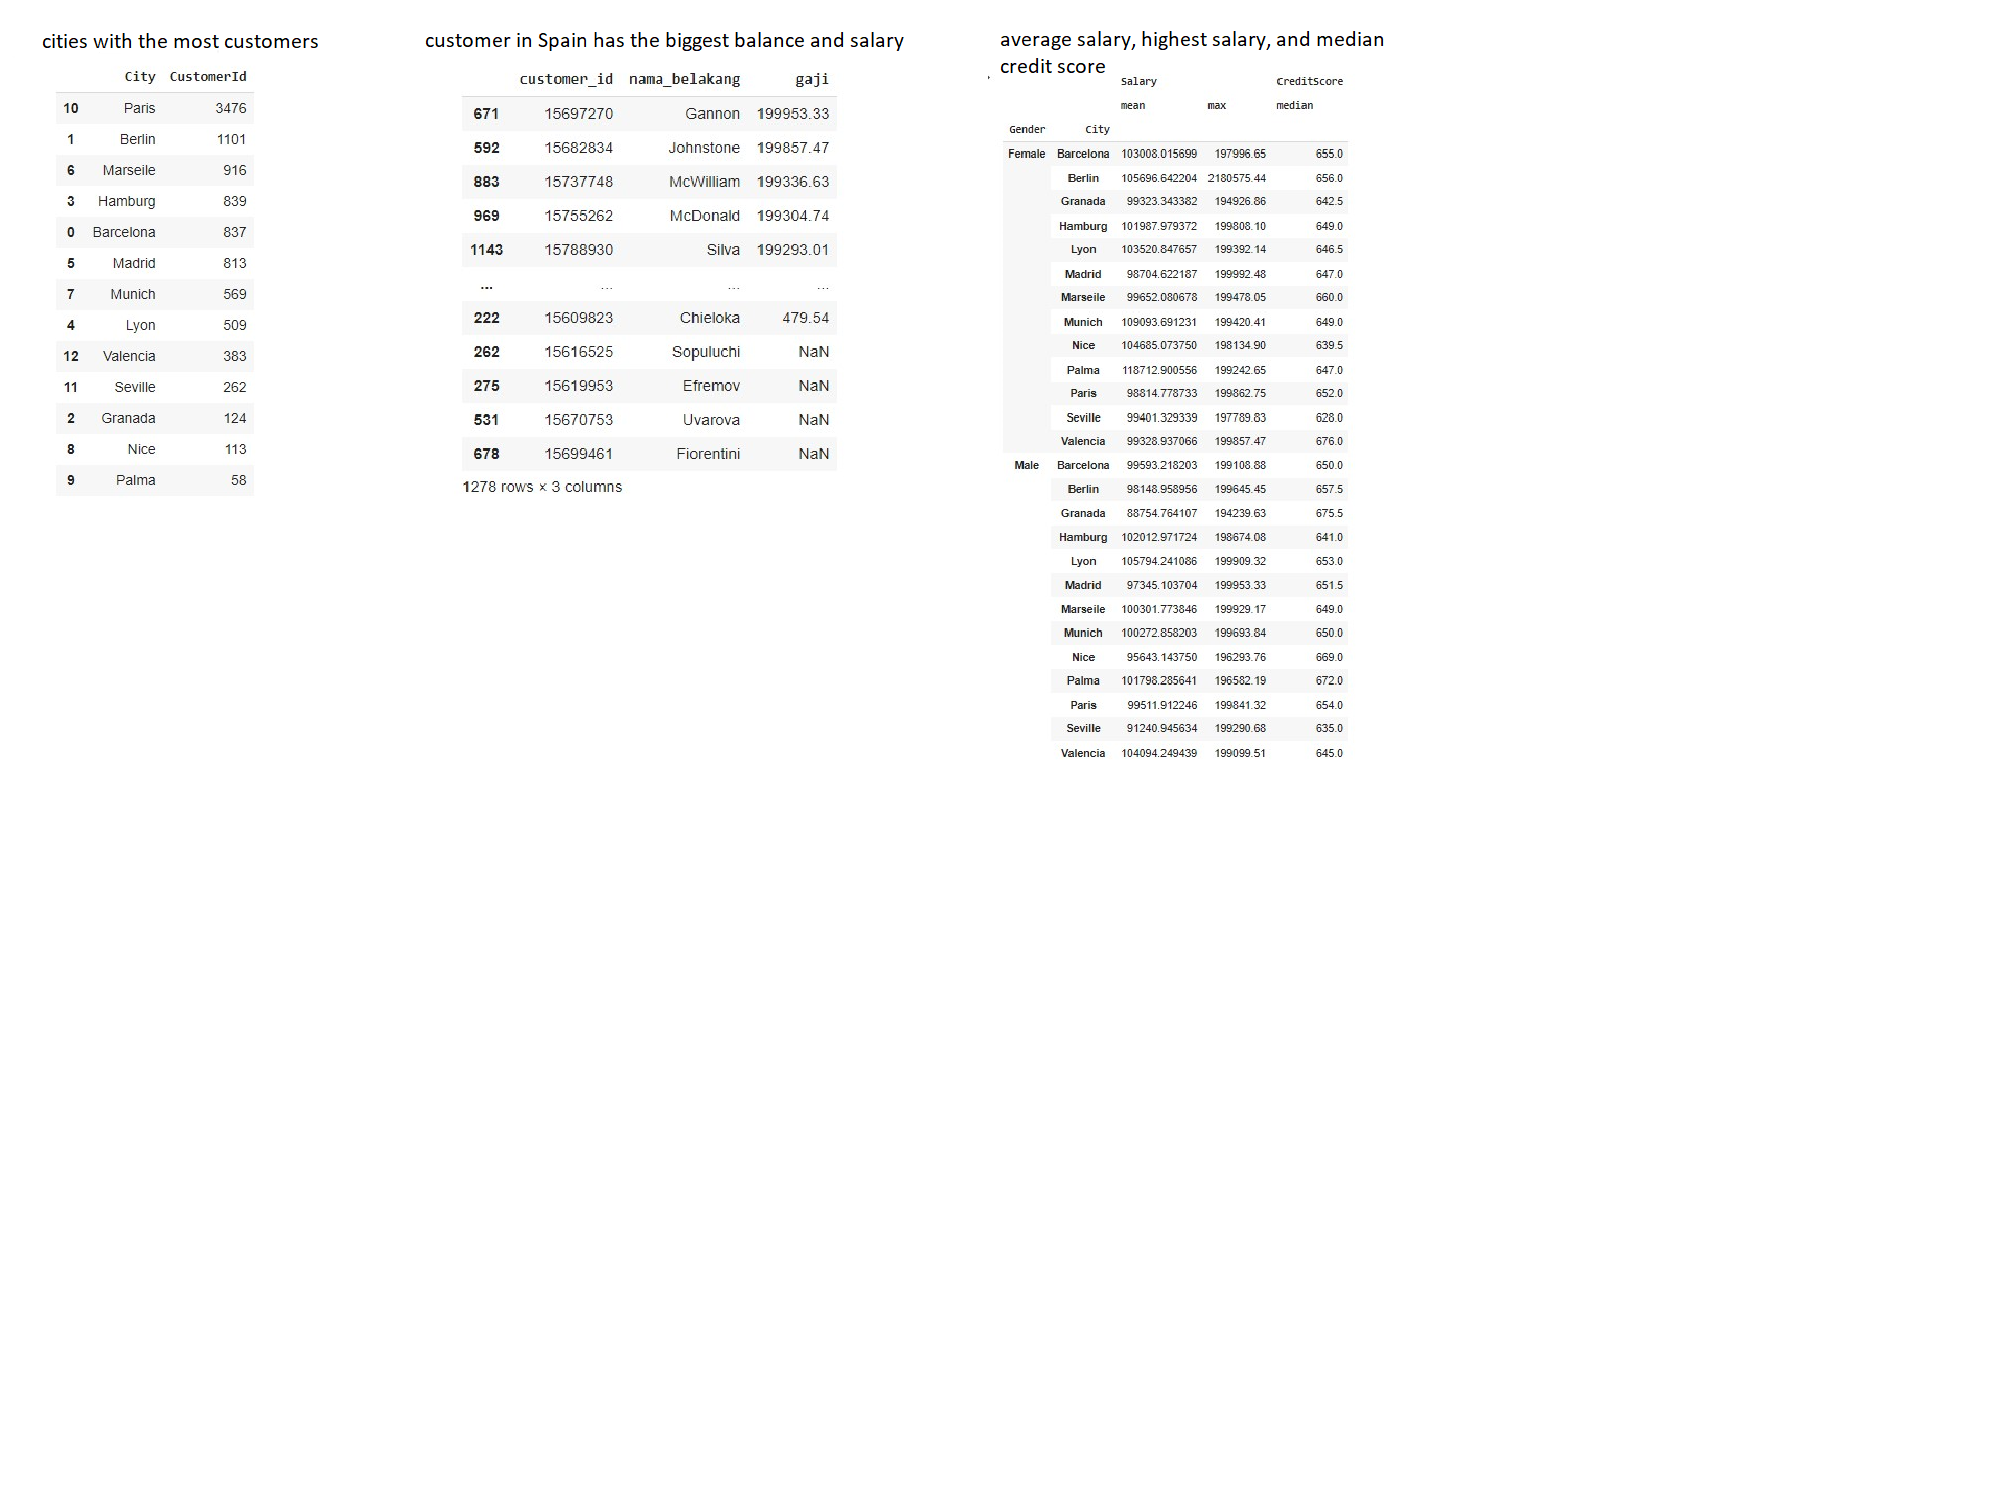 cities with the most customers
City CustomerId
10 Paris 3476
1 Berlin 1101
6 Marseile 916
3 Hamburg 839
0 Barcelona 837
5 Madrid 813
7 Munich 569
4 Lyon 509
12 Valencia 383
11 Seville 262
2 Granada 124
8 Nice 113
9 Palma 58
customer in Spain has the biggest balance and salary
customer_id nama_belakang gaji
671 15697270 Gannon 199953.33
592 15682834 Johnstone 199857.47
883 15737748 McWilliam 199336.63
969 15755262 McDonald 199304.74
1143 15788930 Silva 199293.01
... ... ... ...
222 15609823 Chieloka 479.54
262 15616525 Sopuluchi NaN
275 15619953 Efremov NaN
531 15670753 Uvarova NaN
678 15699461 Fiorentini NaN
1278 rows × 3 columns
average salary, highest salary, and median
credit score
Salary CreditScore
mean max median
Gender City
Female Barcelona 103008.015699 197996.65 655.0
Berlin 105696.642204 2180575.44 656.0
Granada 99323.343382 194926.86 642.5
Hamburg 101987.979372 199808.10 649.0
Lyon 103520.847657 199392.14 646.5
Madrid 98704.622187 199992.48 647.0
Marseile 99652.080678 199478.05 660.0
Munich 109093.691231 199420.41 649.0
Nice 104685.073750 198134.90 639.5
Palma 118712.900556 199242.65 647.0
Paris 98814.778733 199862.75 652.0
Seville 99401.329339 197789.83 628.0
Valencia 99328.937066 199857.47 676.0
Male Barcelona 99593.218203 199108.88 650.0
Berlin 98148.958956 199645.45 657.5
Granada 88754.764107 194239.63 675.5
Hamburg 102012.971724 198674.08 641.0
Lyon 105794.241086 199909.32 653.0
Madrid 97345.103704 199953.33 651.5
Marseile 100301.773846 199929.17 649.0
Munich 100272.858203 199693.84 650.0
Nice 95643.143750 196293.76 669.0
Palma 101798.285641 196582.19 672.0
Paris 99511.912246 199841.32 654.0
Seville 91240.945634 199290.68 635.0
Valencia 104094.249439 199099.51 645.0